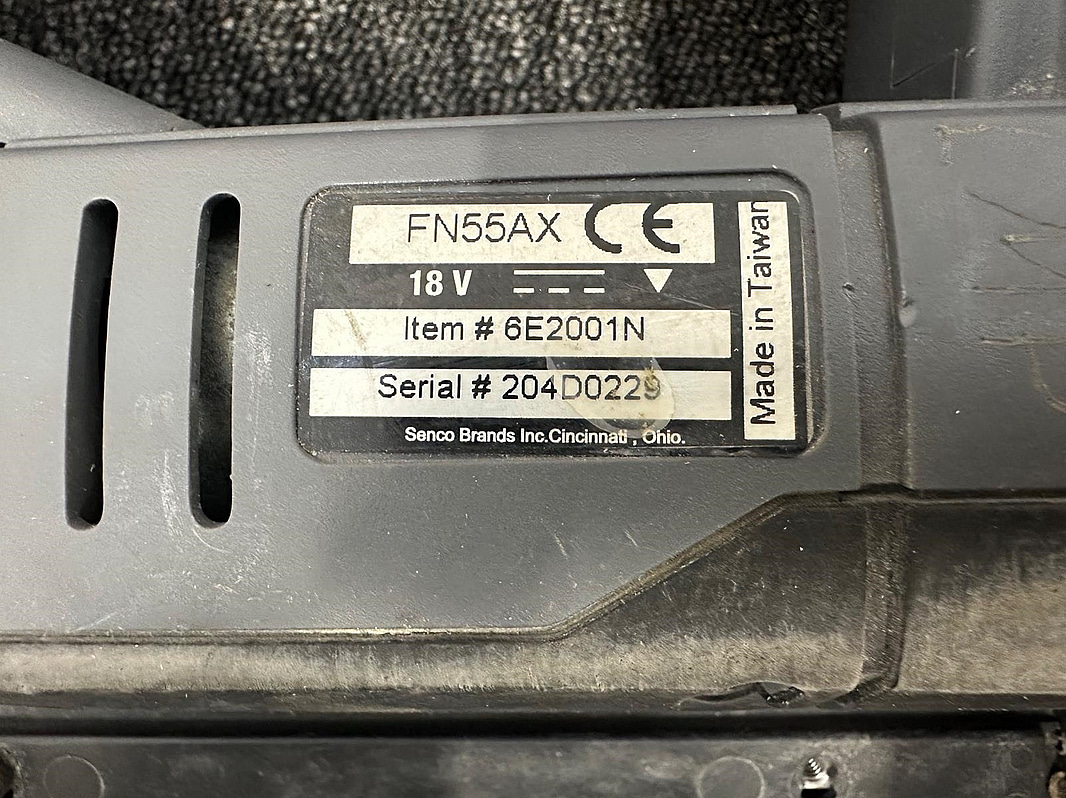 FN55AX CE
18 V
Item # 6E2001N
Serial # 204D0229
Senco Brands Inc.Cincinnati , Ohio.
Made in Taiwan